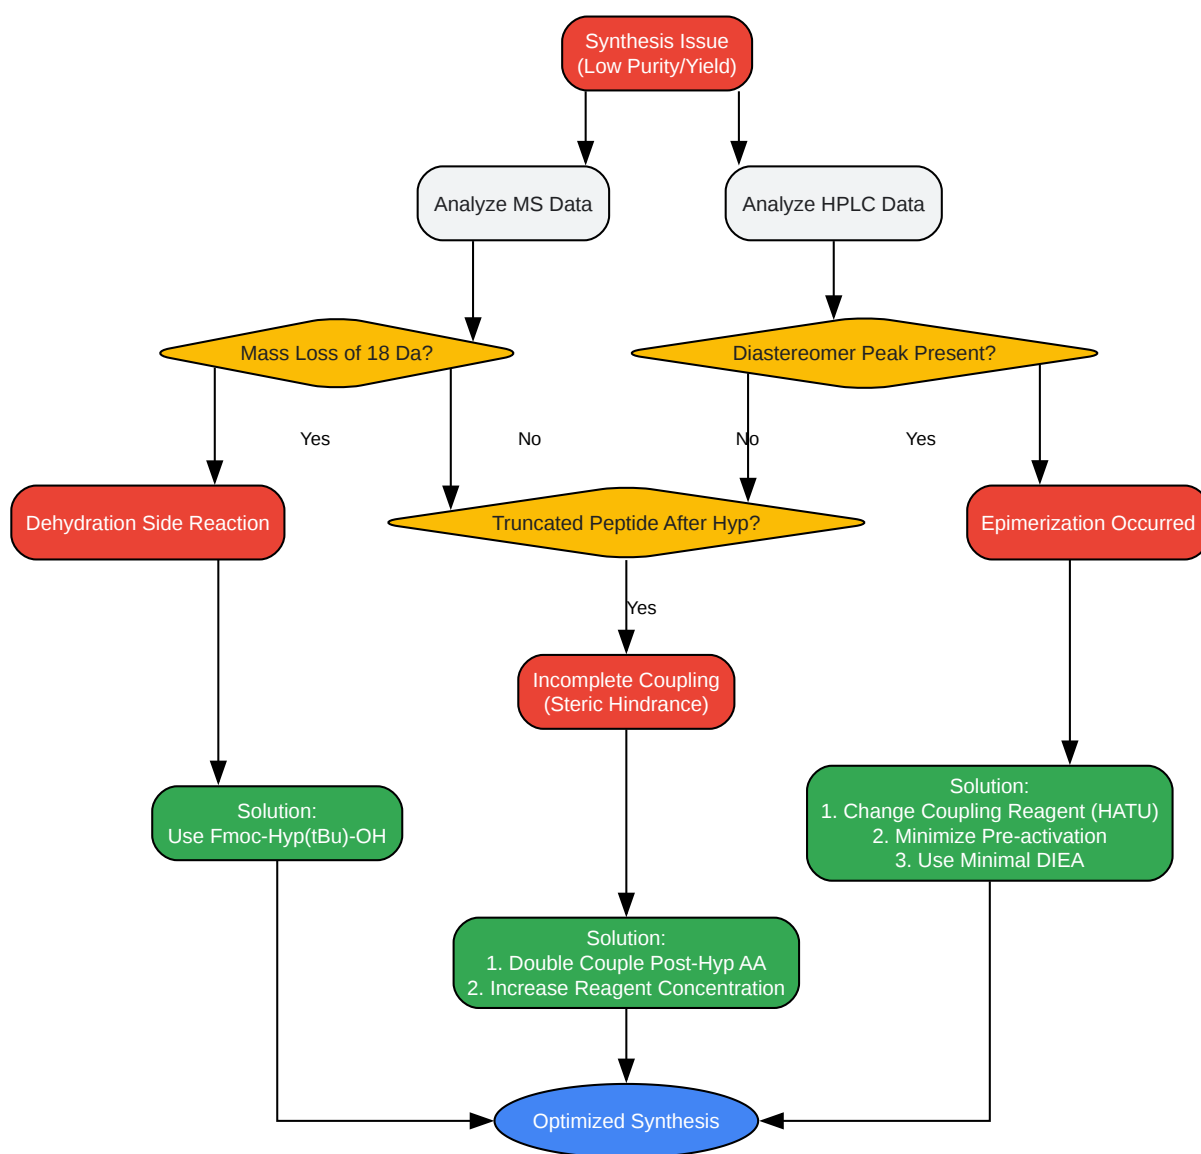 Synthesis Issue
(Low Purity/Yield)
Analyze MS Data
Analyze HPLC Data
Mass Loss of 18 Da?
Diastereomer Peak Present?
Yes
No
No
Yes
Dehydration Side Reaction
Truncated Peptide After Hyp?
Epimerization Occurred
Yes
Incomplete Coupling
(Steric Hindrance)
Solution:
Use Fmoc-Hyp(tBu)-OH
Solution:
1. Change Coupling Reagent (HATU)
2. Minimize Pre-activation
3. Use Minimal DIEA
Solution:
1. Double Couple Post-Hyp AA
2. Increase Reagent Concentration
Optimized Synthesis